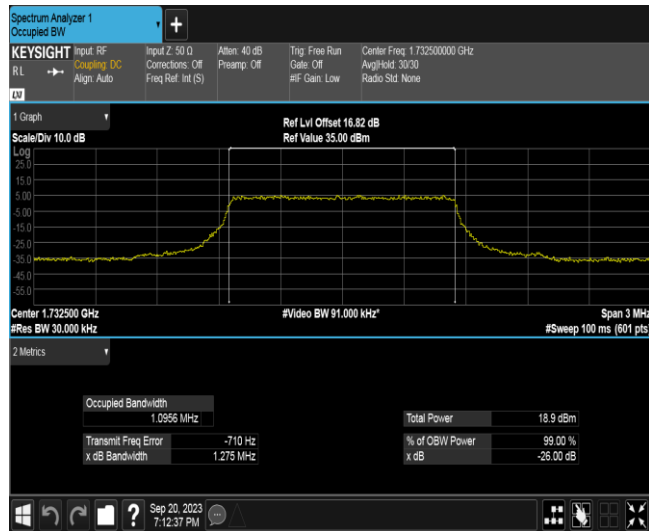 Spectrum Analyzer 1
Occupied BW
KEYSIGHT Input: RF Input Z: 50 Ω Atten: 40 dB Trig: Free Run Center Freq: 1.732500000 GHz
RL Coupling: DC Corrections: Off Preamp: Off Gate: Off Avg|Hold: 30/30
Align: Auto Freq Ref: Int (S) #IF Gain: Low Radio Std: None
LXI
1 Graph
Ref Lvl Offset 16.82 dB
Scale/Div 10.0 dB Ref Value 35.00 dBm
Log
25.0
15.0
5.00
-5.00
-15.0
-25.0
-35.0
-45.0
-55.0
Center 1.732500 GHz #Video BW 91.000 kHz* Span 3 MHz
#Res BW 30.000 kHz #Sweep 100 ms (601 pts)
2 Metrics
Occupied Bandwidth
1.0956 MHz Total Power 18.9 dBm
Transmit Freq Error -710 Hz % of OBW Power 99.00 %
x dB Bandwidth 1.275 MHz x dB -26.00 dB
Sep 20, 2023
7:12:37 PM